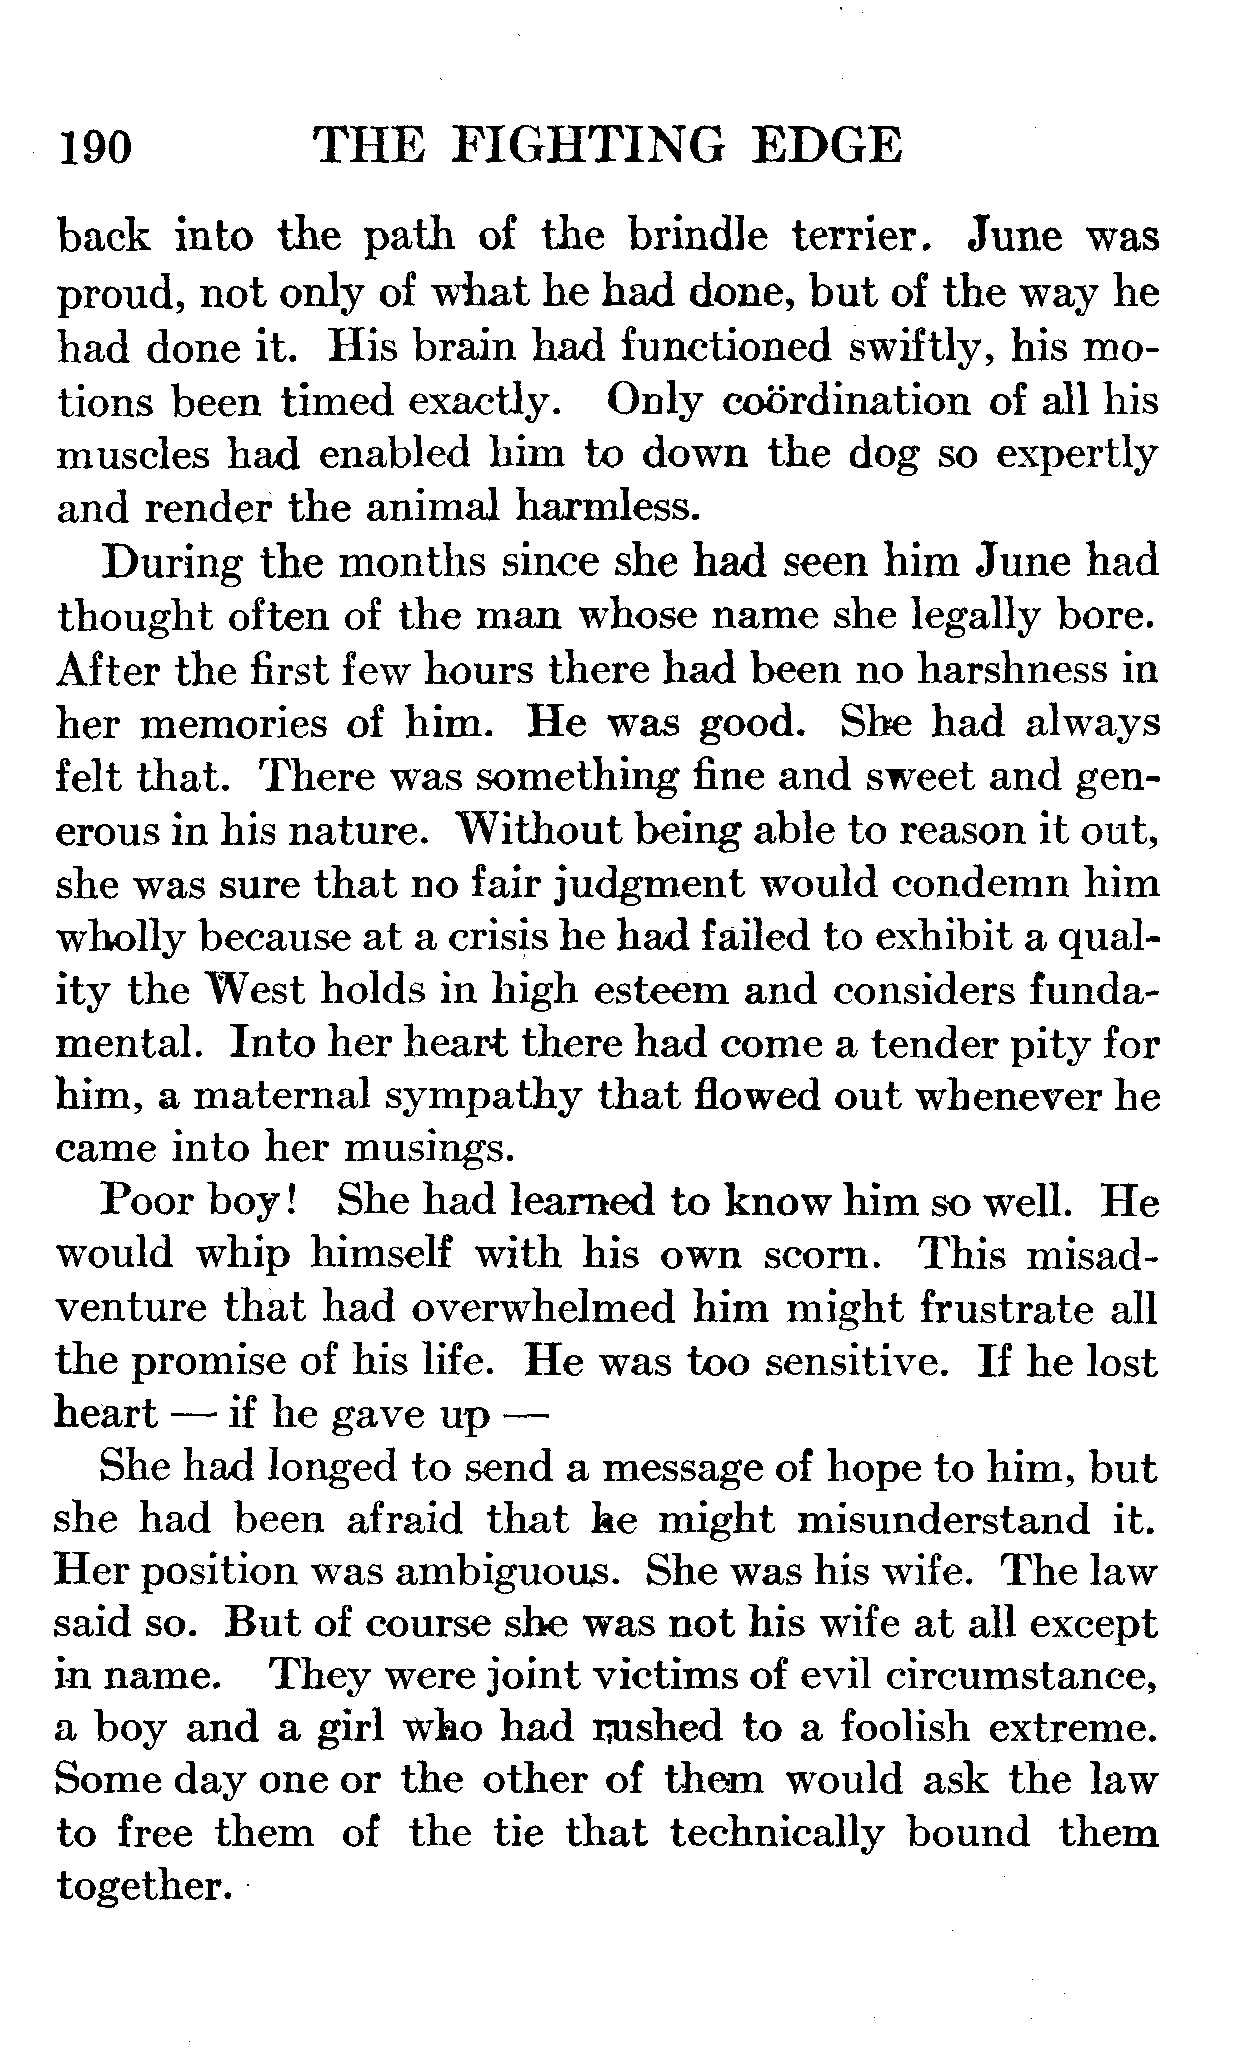 190 THE FIGHTING EDGE
back into the path of the brindle terrier. June was
proud, not only of what he had done, but of the way he
had done it. His brain had functioned swiftly, his mo-
tions been timed exactly. Only coördination of all his
muscles had enabled him to down the dog so expertly
and render the animal harmless.
During the months since she had seen him June had
thought often of the man whose name she legally bore.
After the first few hours there had been no harshness in
her memories of him. He was good. She had always
felt that. There was something fine and sweet and gen-
erous in his nature. Without being able to reason it out,
she was sure that no fair judgment would condemn him
wholly because at a crisis he had failed to exhibit a qual-
ity the West holds in high esteem and considers funda-
mental. Into her heart there had come a tender pity for
him, a maternal sympathy that flowed out whenever he
came into her musings.
Poor boy! She had learned to know him so well. He
would whip himself with his own scorn. This misad-
venture that had overwhelmed him might frustrate all
the promise of his life. He was too sensitive. If he lost
heart — if he gave up —
She had longed to send a message of hope to him, but
she had been afraid that he might misunderstand it.
Her position was ambiguous. She was his wife. The law
said so. But of course she was not his wife at all except
in name. They were joint victims of evil circumstance,
a boy and a girl who had rushed to a foolish extreme.
Some day one or the other of them would ask the law
to free them of the tie that technically bound them
together.